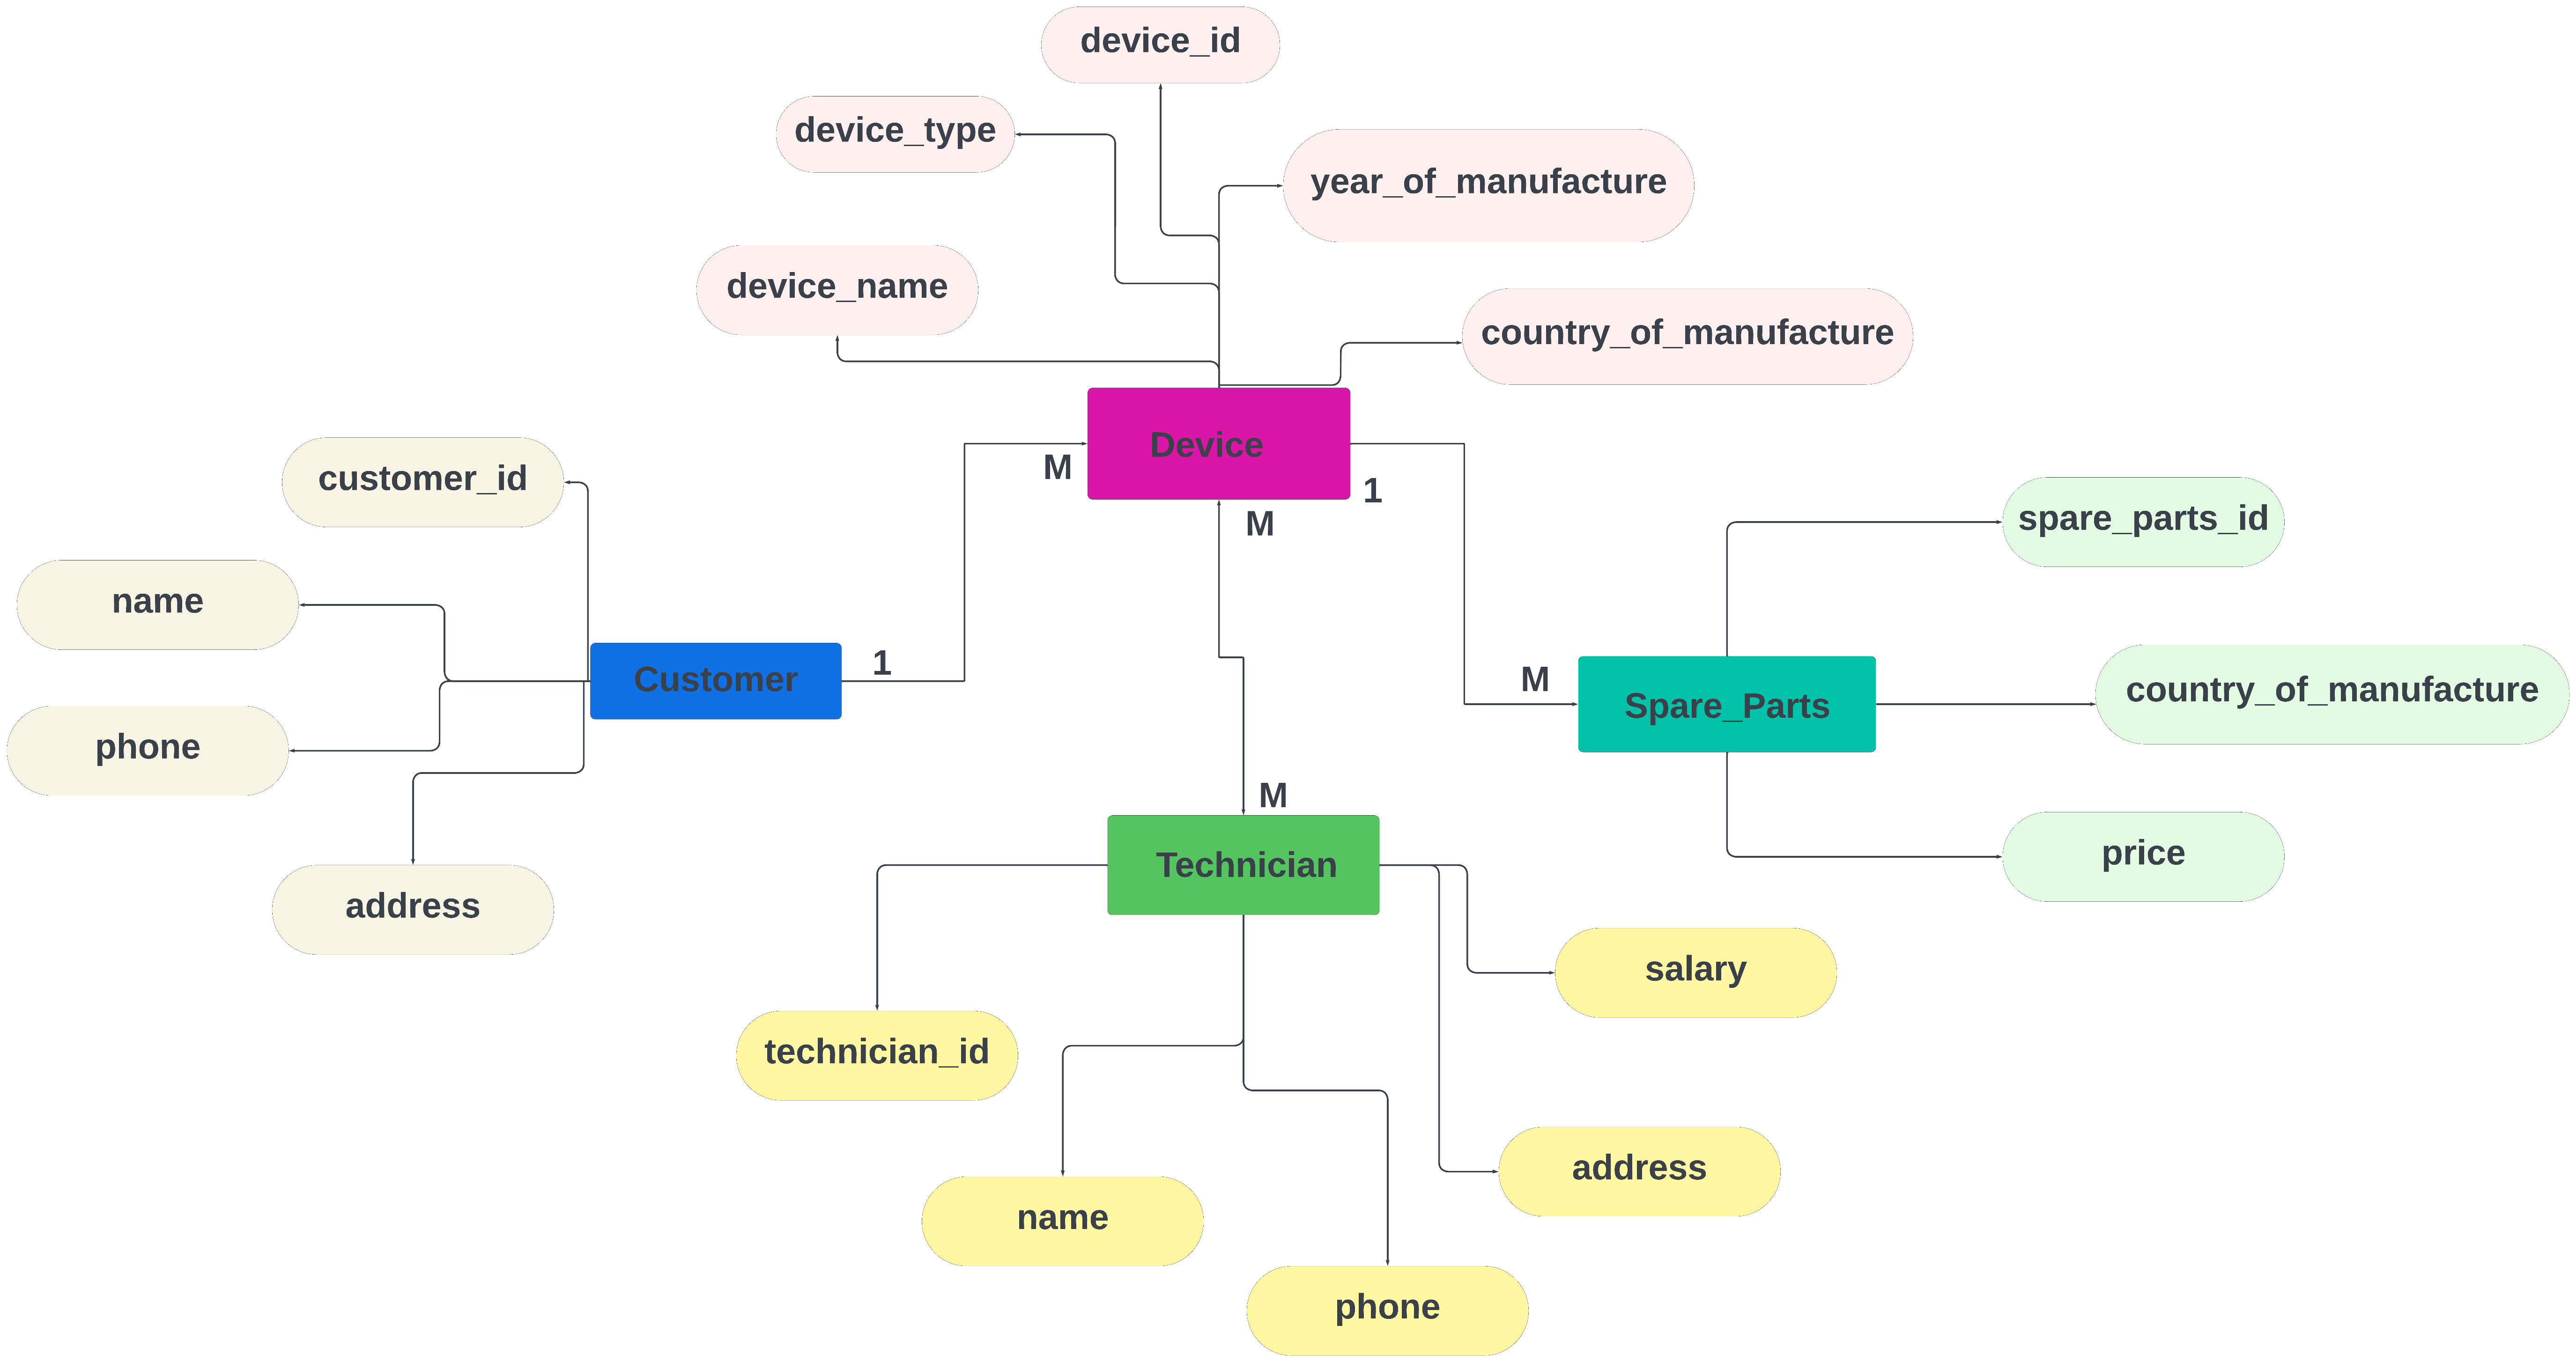 device_id
device_type
year_of_manufacture
device_name
country_of_manufacture
Device
M
1
M
customer_id
name
phone
address
Customer
1
spare_parts_id
M
Spare_Parts
country_of_manufacture
price
M
Technician
salary
technician_id
address
name
phone